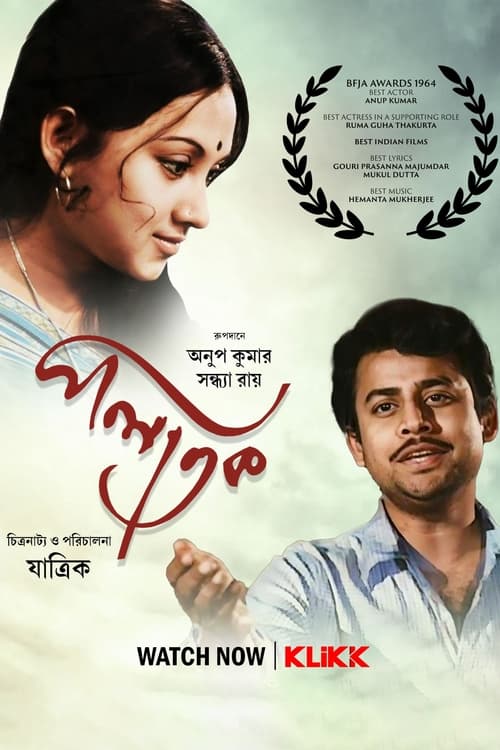 BFJA AWARDS 1964
BEST ACTOR
ANUP KUMAR
BEST ACTRESS IN A SUPPORTING ROLE
RUMA GUHA THAKURTA
BEST INDIAN FILMS
BEST LYRICS
GOURI PRASANNA MAJUMDAR
MUKUL DUTTA
BEST MUSIC
HEMANTA MUKHERJEE
রূপদানে
অনুপ কুমার
সন্ধ্যা রায়
পলাতক
চিত্রনাট্য ও পরিচালনা
যাত্রিক
WATCH NOW | KLiKK